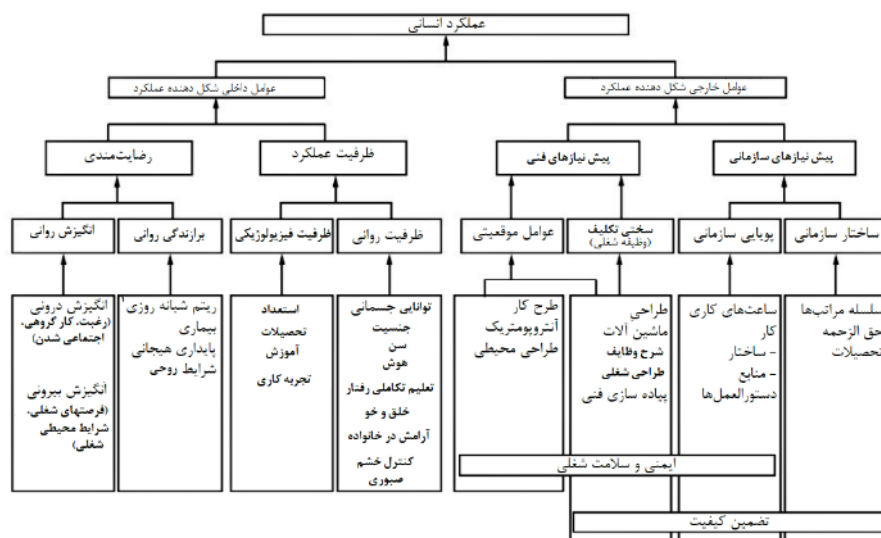 عملکرد انسانی
عوامل خارجی شکل دهنده عملکرد
عوامل داخلی شکل دهنده عملکرد
پیش نیازهای سازمانی
پیش نیازهای فنی
ظرفیت عملکرد
رضایت‌مندی
ساختار سازمانی
پویایی سازمانی
سختی تکلیف
(وظیفه شغلی)
عوامل موقعیتی
ظرفیت روانی
ظرفیت فیزیولوژیکی
برازندگی روانی
انگیزش روانی
سلسله مراتب‌ها
حق الزحمه
تحصیلات
ساعت‌های کاری
کار
- ساختار
- منابع
دستورالعمل‌ها
طراحی
ماشین آلات
شرح وظایف
طراحی شغلی
پیاده سازی فنی
طرح کار
آنتروپومتریک
طراحی محیطی
توانایی جسمانی
جنسیت
سن
هوش
تعلیم تکاملی رفتار
خلق و خو
آرامش در خانواده
کنترل خشم
صبوری
استعداد
تحصیلات
آموزش
تجربه کاری
ریتم شبانه روزی۱
بیماری
پایداری هیجانی
شرایط روحی
انگیزش درونی
(رغبت، کار گروهی،
اجتماعی شدن)
انگیزش بیرونی
(فرصتهای شغلی،
شرایط محیطی
شغلی)
ایمنی و سلامت شغلی
تضمین کیفیت